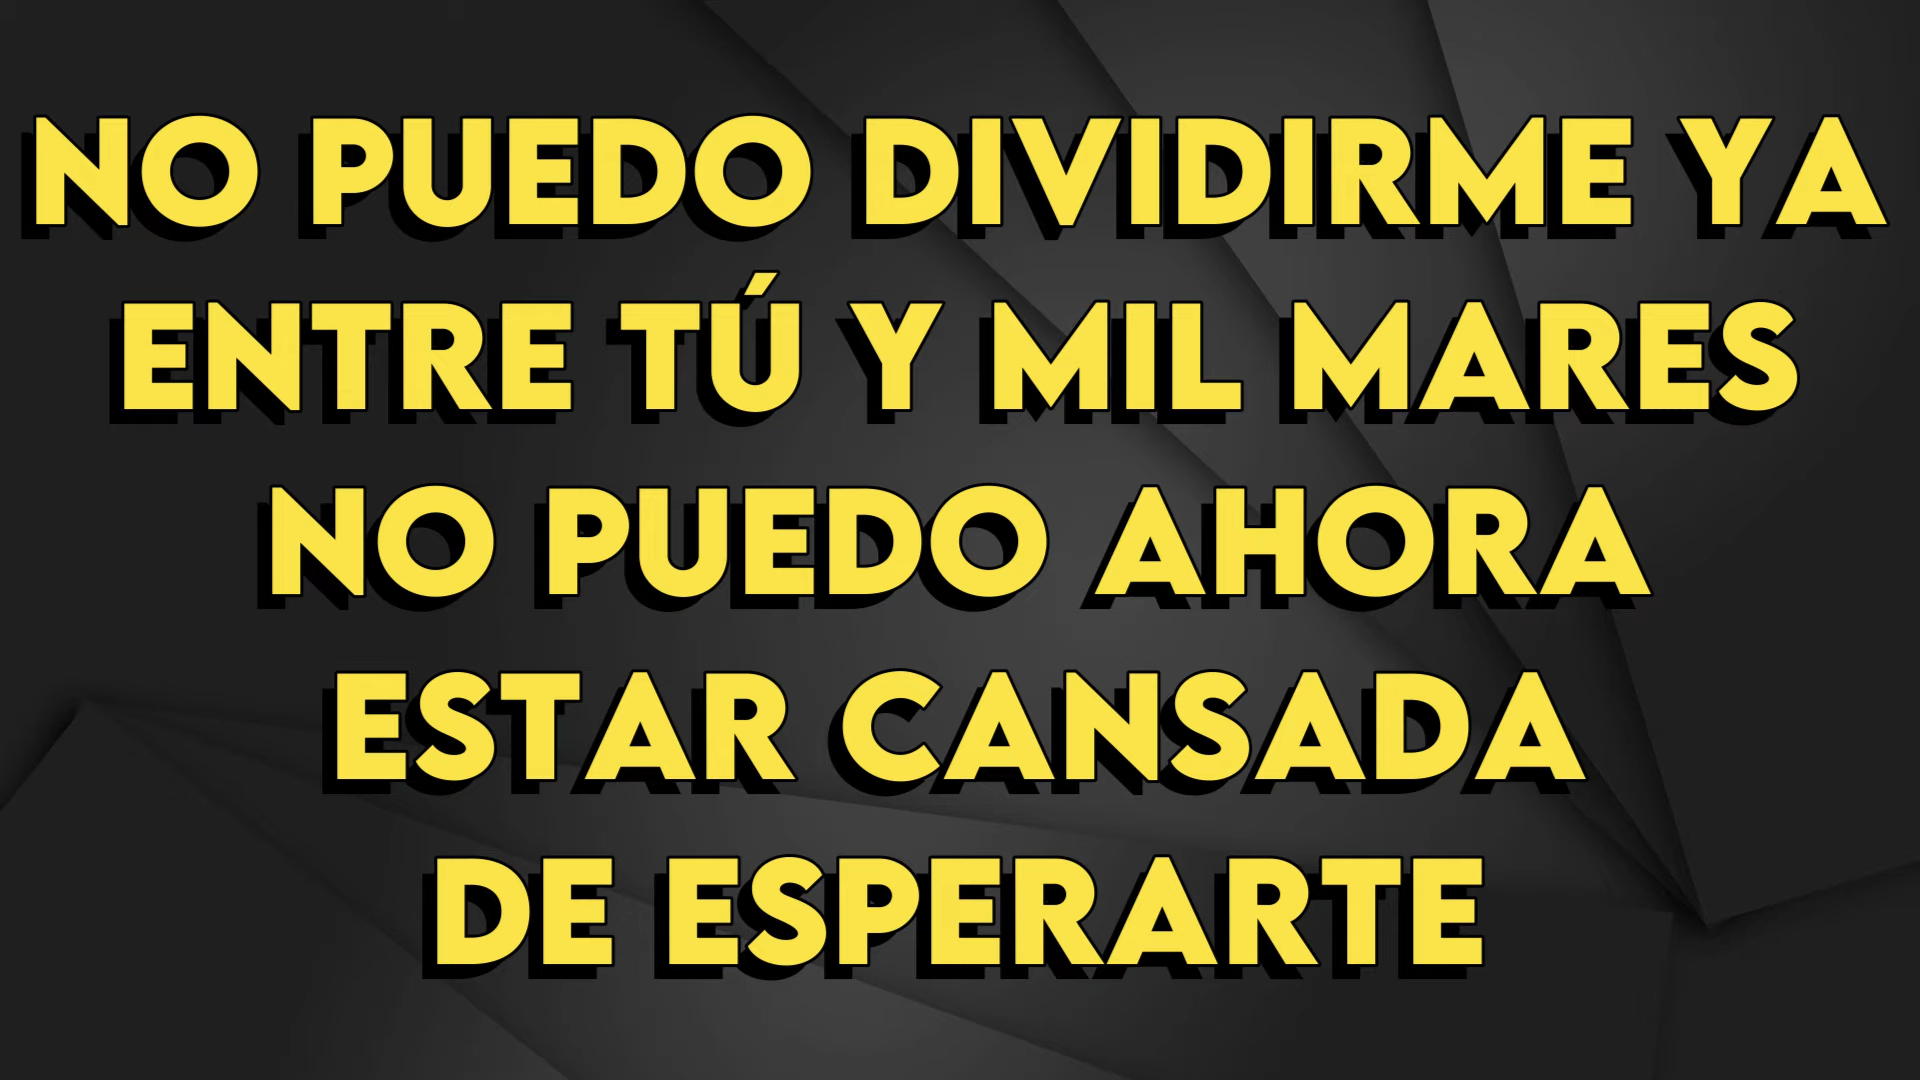 NO PUEDO DIVIDIRME YA
ENTRE TÚ Y MIL MARES
NO PUEDO AHORA
ESTAR CANSADA
DE ESPERARTE